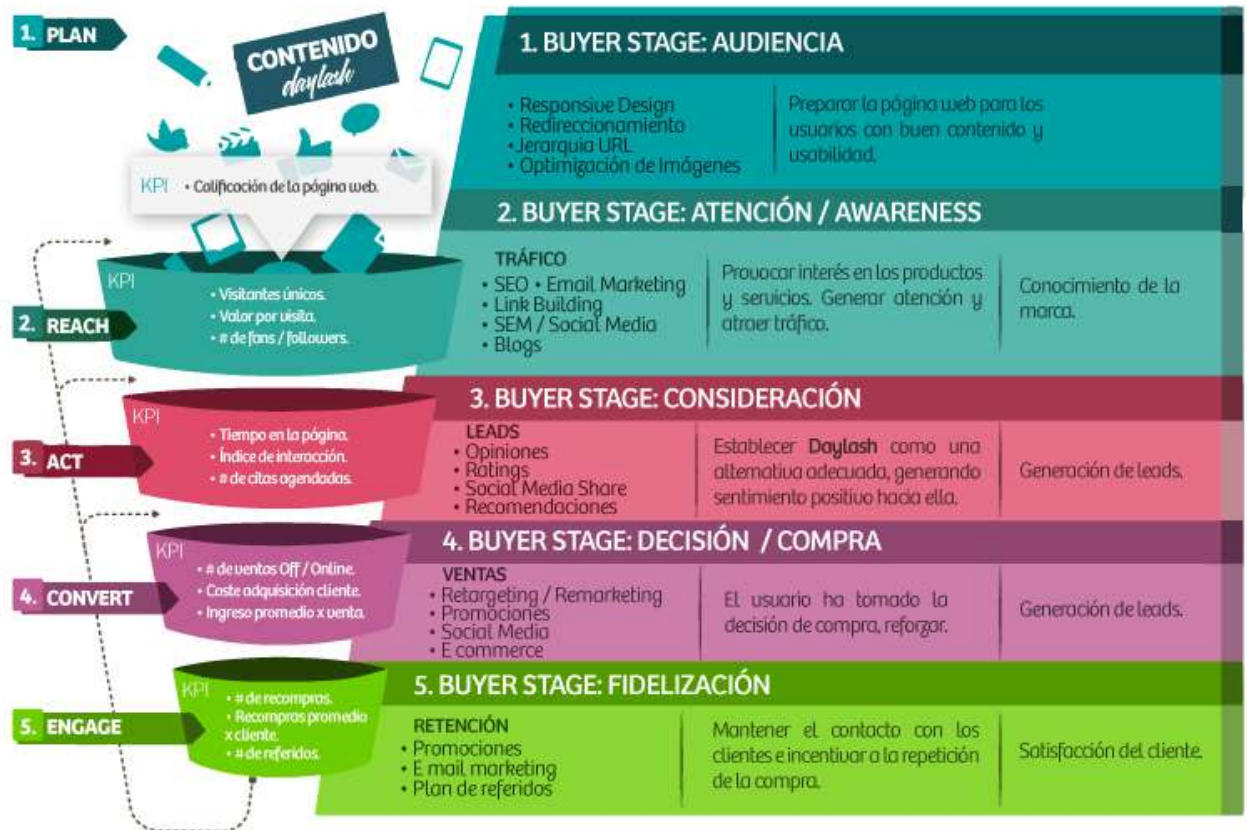 1. PLAN
CONTENIDO
daylash
KPI • Calificación de la página web.
1. BUYER STAGE: AUDIENCIA
• Responsive Design
• Redireccionamiento
• Jerarquia URL
• Optimización de Imágenes
Preparar la página web para los
usuarios con buen contenido y
usabilidad.
2. REACH
KPI
• Visitantes únicos.
• Valor por visita.
• # de fans / followers.
2. BUYER STAGE: ATENCIÓN / AWARENESS
TRÁFICO
• SEO • Email Marketing
• Link Building
• SEM / Social Media
• Blogs
Provocar interés en los productos
y servicios. Generar atención y
atraer tráfico.
Conocimiento de la
marca.
3. ACT
KPI
• Tiempo en la página.
• Índice de interacción.
• # de citas agendadas.
3. BUYER STAGE: CONSIDERACIÓN
LEADS
• Opiniones
• Ratings
• Social Media Share
• Recomendaciones
Establecer Daylash como una
alternativa adecuada, generando
sentimiento positivo hacia ella.
Generación de leads.
4. CONVERT
KPI
• # de ventas Off / Online.
• Coste adquisición cliente.
• Ingreso promedio x venta.
4. BUYER STAGE: DECISIÓN / COMPRA
VENTAS
• Retargeting / Remarketing
• Promociones
• Social Media
• E commerce
El usuario ha tomado la
decisión de compra, reforzar.
Generación de leads.
5. ENGAGE
KPI
• # de recompras.
• Recompras promedio
x cliente.
• # de referidos.
5. BUYER STAGE: FIDELIZACIÓN
RETENCIÓN
• Promociones
• E mail marketing
• Plan de referidos
Mantener el contacto con los
clientes e incentivar a la repetición
de la compra.
Satisfacción del cliente.